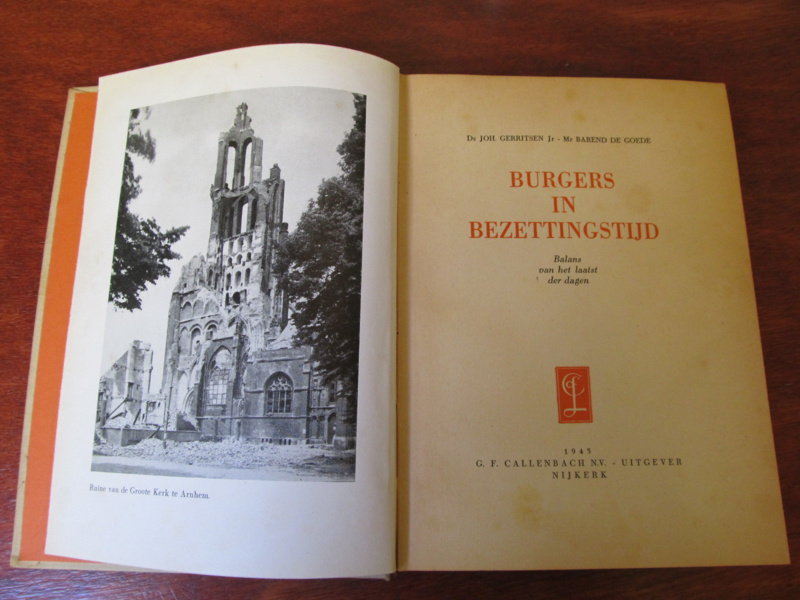 Ruïne van de Groote Kerk te Arnhem.
Ds JOH. GERRITSEN Jr - Mr BAREND DE GOEDE
BURGERS
IN
BEZETTINGSTIJD
Balans
van het laatst
der dagen
1945
G. F. CALLENBACH N.V. - UITGEVER
NIJKERK